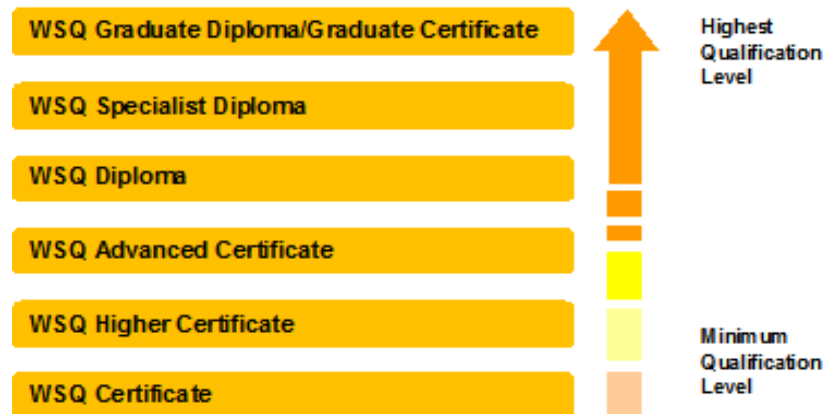 WSQ Graduate Diploma/Graduate Certificate
Highest
Qualification
Level
WSQ Specialist Diploma
WSQ Diploma
WSQ Advanced Certificate
WSQ Higher Certificate
Minimum
Qualification
Level
WSQ Certificate